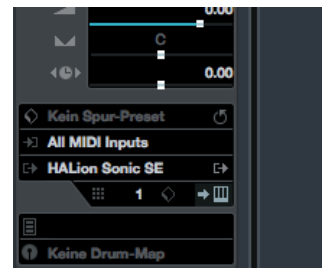 0.00
C
0.00
Kein Spur-Preset
All MIDI Inputs
HALion Sonic SE
1
Keine Drum-Map